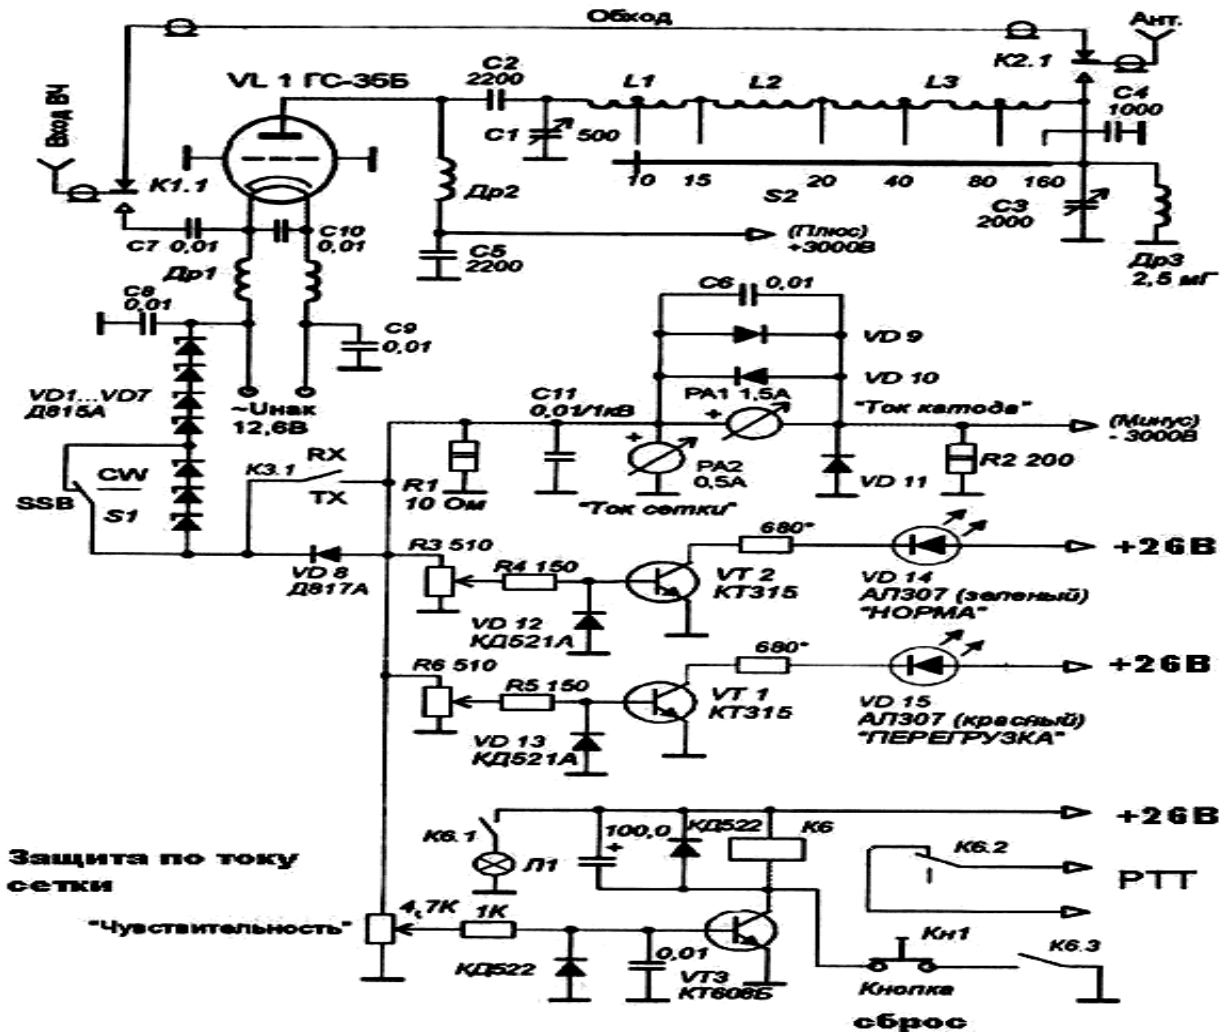 Обход
Ант.
VL 1 ГС-35Б
C2
2200
L1
L2
L3
K2.1
C4
1000
Вход ВЧ
C1
500
K1.1
Др2
10
15
S2
20
40
80
160
C3
2000
C7 0,01
C10
0,01
(Плюс)
+3000В
C5
2200
Др1
Др3
2,5 мГ
C8
0,01
C6
0,01
C9
0,01
VD 9
VD 10
VD1...VD7
Д815А
~Uнак
12,6В
C11
0,01/1кВ
PA1 1,5А
"Ток катода"
(Минус)
- 3000В
K3.1
RX
TX
CW
SSB
S1
R1
10 Ом
PA2
0,5А
VD 11
R2 200
"Ток сетки"
R3 510
680*
+26В
VD 8
Д817А
R4 150
VT 2
КТ315
VD 14
АЛ307 (зеленый)
"НОРМА"
VD 12
КД521А
R6 510
680*
+26В
R5 150
VT 1
КТ315
VD 15
АЛ307 (красный)
"ПЕРЕГРУЗКА"
VD 13
КД521А
+26В
K6.1
100,0
+
КД522
K6
K6.2
Защита по току
сетки
Л1
РТТ
"Чувствительность"
4,7К
1К
Кн1
K6.3
КД522
0,01
VT3
КТ608Б
Кнопка
сброс